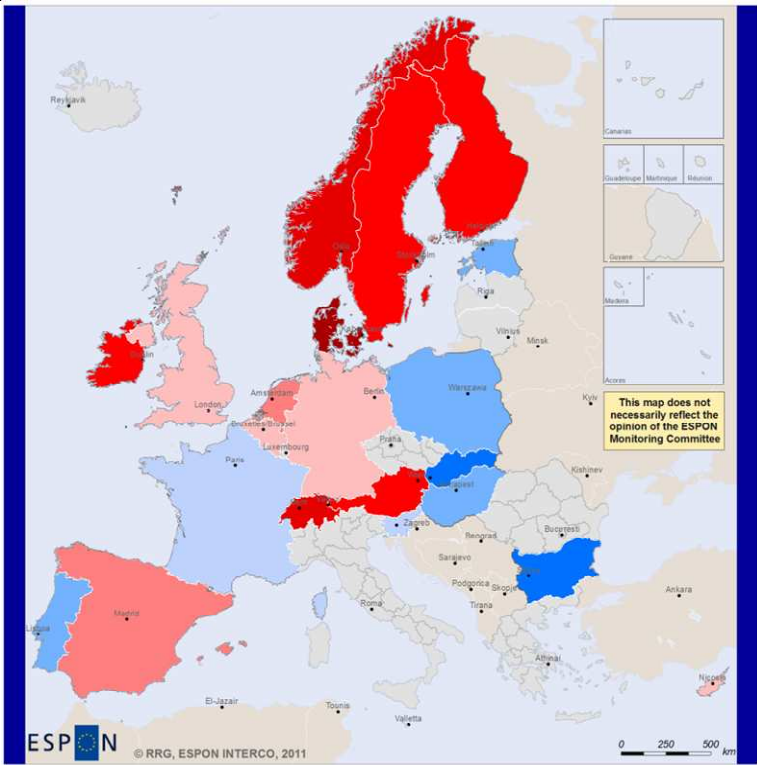 Reykjavik
Canarias
Guadeloupe
Martinique
Réunion
Guyane
Madeira
Acores
This map does not
necessarily reflect the
opinion of the ESPON
Monitoring Committee
Oslo
Tallinn
Riga
Vilnius
Minsk
Dublin
London
Amsterdam
Berlin
Warszawa
Kyiv
Bruxelles/Brussel
Luxembourg
Paris
Praha
Kishinev
Zagreb
Beograd
Bucuresti
Sarajevo
Podgorica
Skopje
Tirana
Roma
Madrid
Lisboa
Ankara
Athinai
El-Jazair
Tounis
Valletta
ESPON
© RRG, ESPON INTERCO, 2011
0 250 500
km